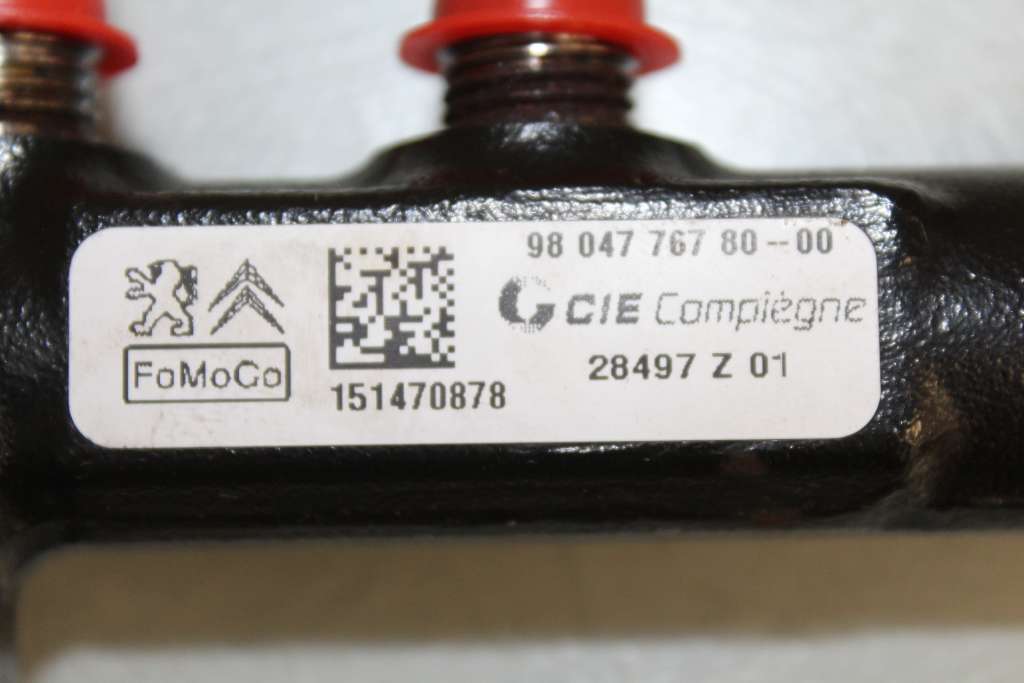 98 047 767 80--00
CIE Compiègne
28497 Z 01
FoMoCo
151470878